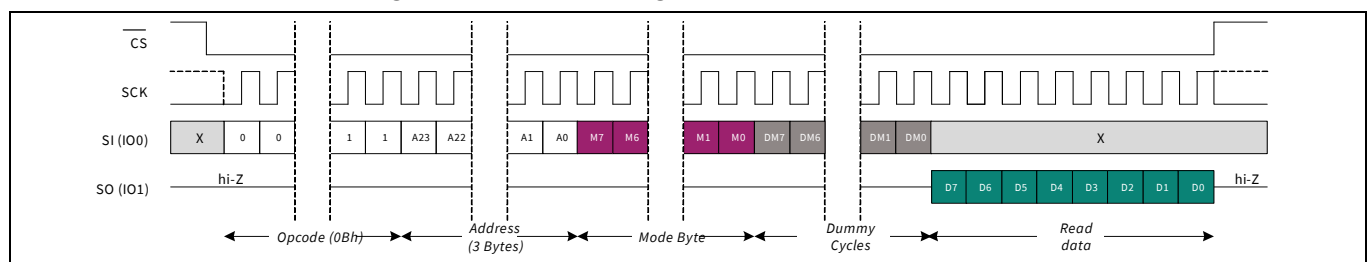 CS
SCK
SI (IO0) X 0 0 1 1 A23 A22 A1 A0 M7 M6 M1 M0 DM7 DM6 DM1 DM0 X
hi-Z
SO (IO1) D7 D6 D5 D4 D3 D2 D1 D0 hi-Z
Opcode (0Bh) Address Mode Byte Dummy Read
(3 Bytes) Cycles data